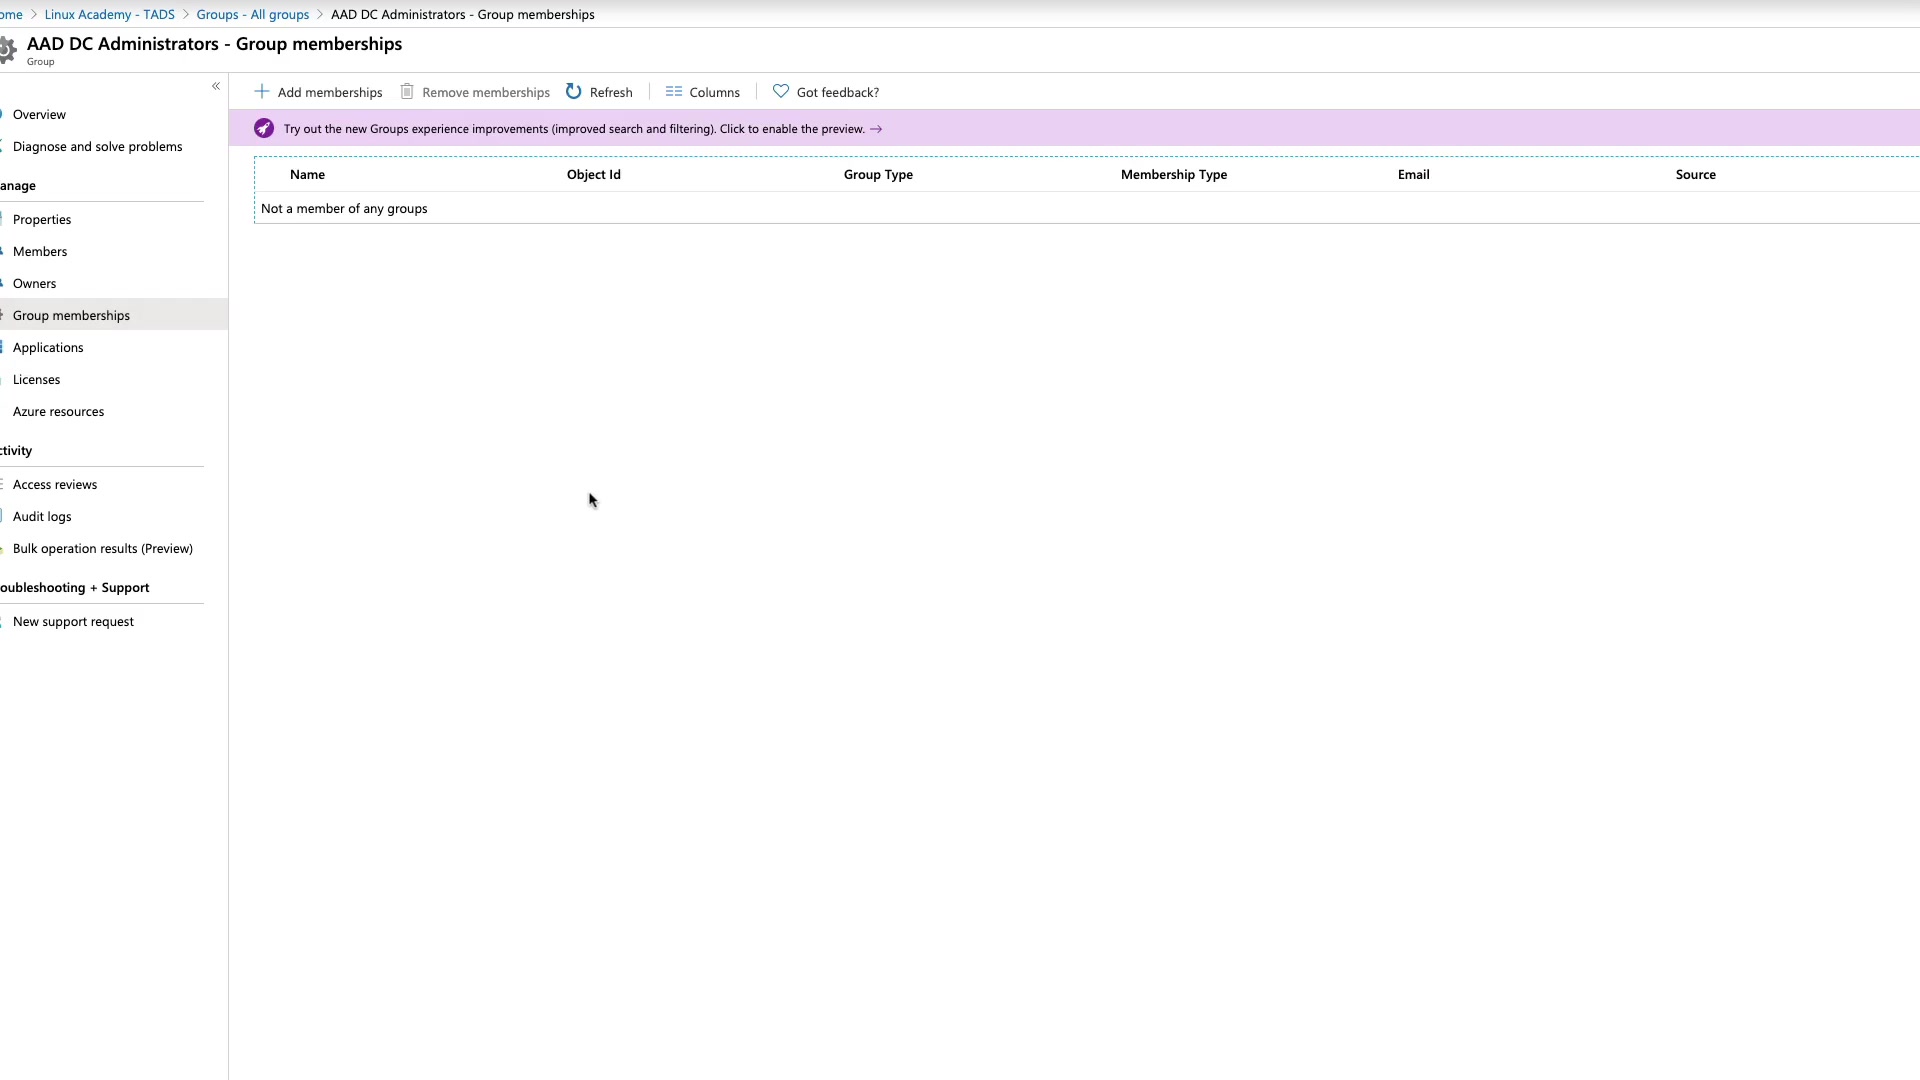 ome > Linux Academy - TADS > Groups - All groups > AAD DC Administrators - Group memberships
AAD DC Administrators - Group memberships
Group
«
Overview
Diagnose and solve problems
anage
Properties
Members
Owners
Group memberships
Applications
Licenses
Azure resources
ctivity
Access reviews
Audit logs
Bulk operation results (Preview)
oubleshooting + Support
New support request
Add memberships Remove memberships Refresh Columns Got feedback?
Try out the new Groups experience improvements (improved search and filtering). Click to enable the preview. →
Name Object Id Group Type Membership Type Email Source
Not a member of any groups